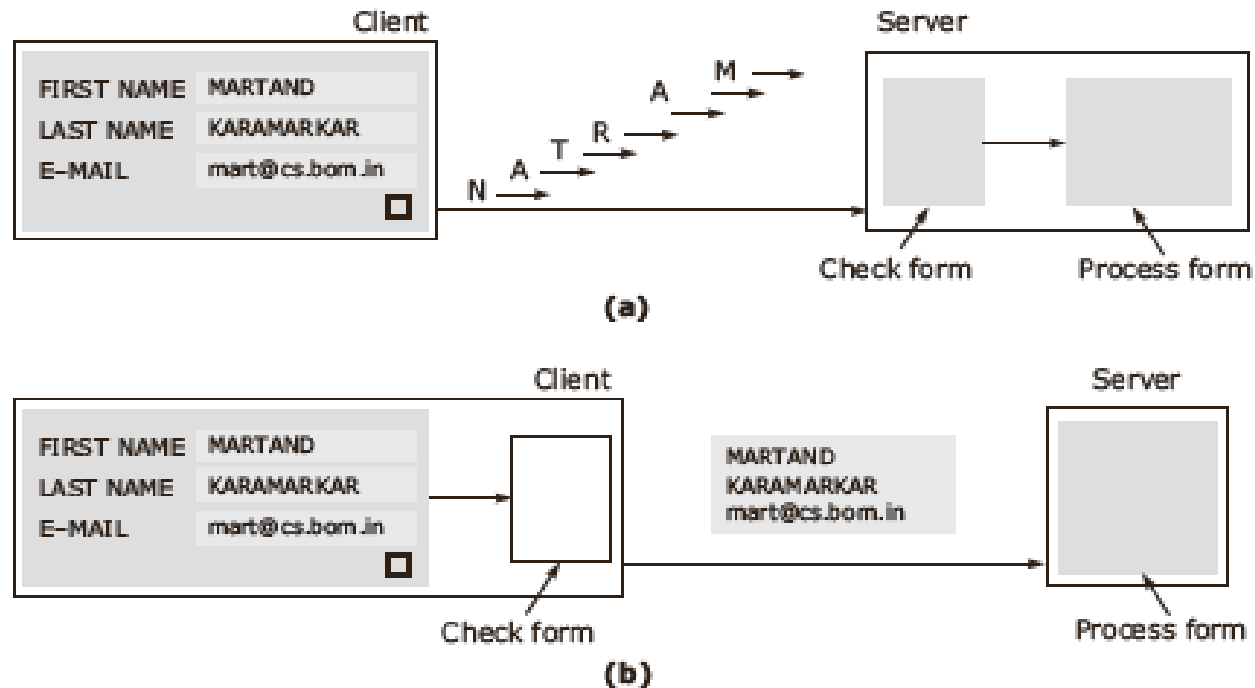 Client
Server
FIRST NAME MARTAND
LAST NAME KARAMARKAR
E-MAIL mart@cs.bom.in
N A T R A M
Check form
Process form
(a)
Client
Server
FIRST NAME MARTAND
LAST NAME KARAMARKAR
E-MAIL mart@cs.bom.in
MARTAND
KARAMARKAR
mart@cs.bom.in
Check form
Process form
(b)